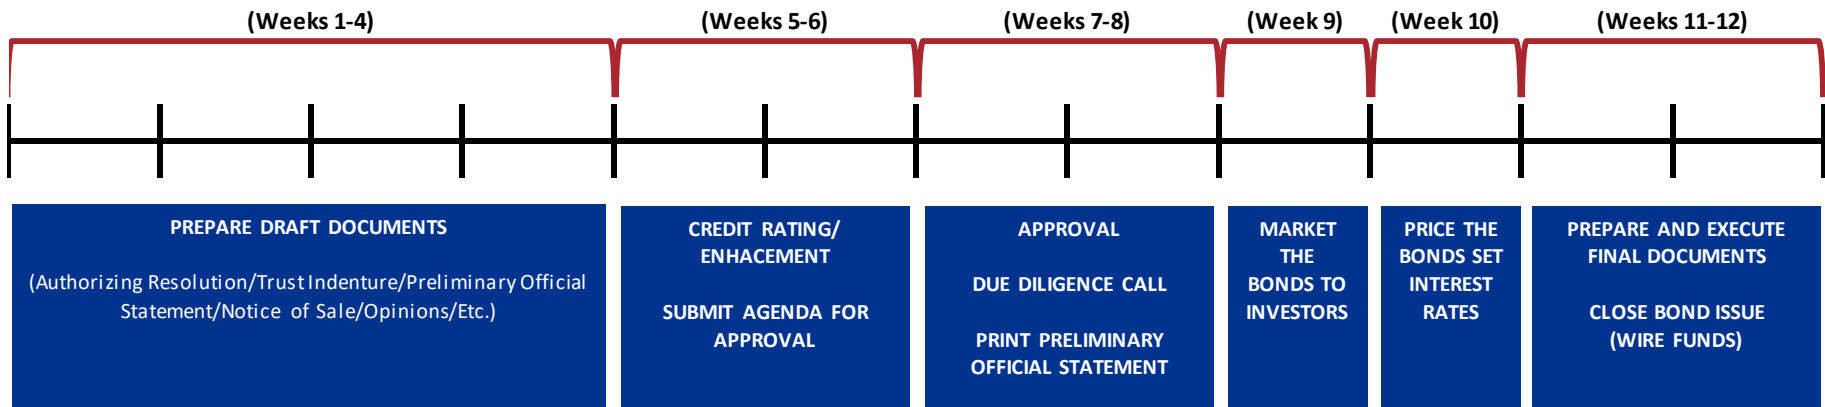 (Weeks 1-4)
(Weeks 5-6)
(Weeks 7-8)
(Week 9)
(Week 10)
(Weeks 11-12)
PREPARE DRAFT DOCUMENTS
(Authorizing Resolution/Trust Indenture/Preliminary Official
Statement/Notice of Sale/Opinions/Etc.)
CREDIT RATING/
ENHACEMENT
SUBMIT AGENDA FOR
APPROVAL
APPROVAL
DUE DILIGENCE CALL
PRINT PRELIMINARY
OFFICIAL STATEMENT
MARKET
THE
BONDS TO
INVESTORS
PRICE THE
BONDS SET
INTEREST
RATES
PREPARE AND EXECUTE
FINAL DOCUMENTS
CLOSE BOND ISSUE
(WIRE FUNDS)